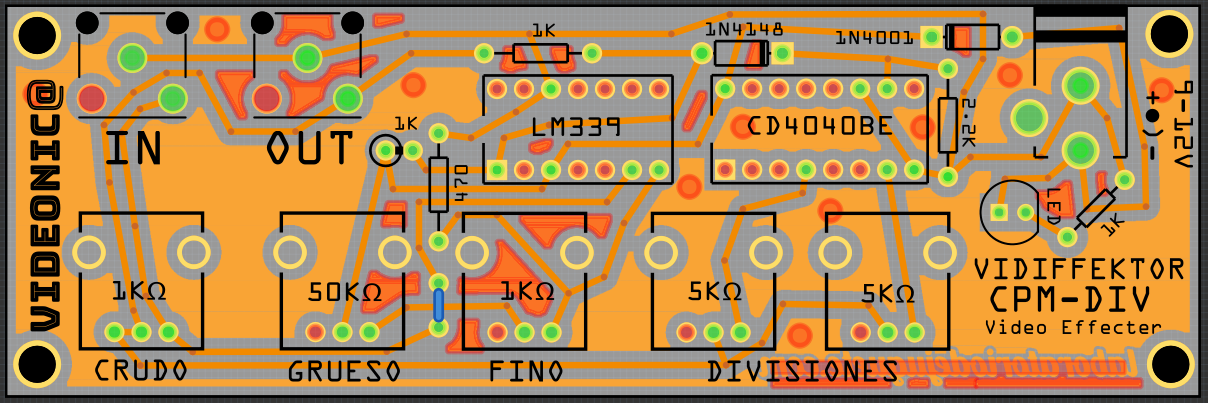 VIDEONIC@
IN
OUT
1K
1K
470
LM339
1N4148
CD4040BE
1N4001
2.2K
9-12V
+
-
LED
1K
1KΩ
50KΩ
1KΩ
5KΩ
5KΩ
CRUDO
GRUESO
FINO
DIVISIONES
VIDIFFEKTOR
CPM-DIV
Video Effecter